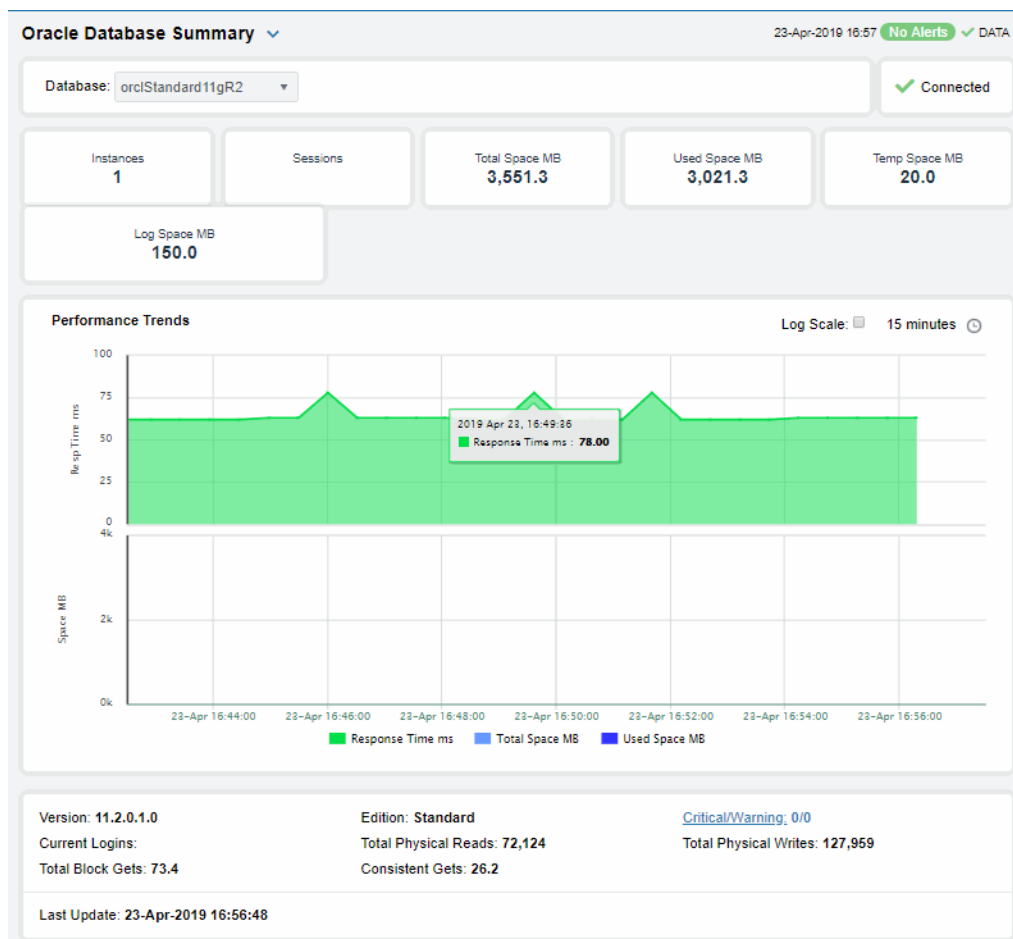 Oracle Database Summary
23-Apr-2019 16:57 No Alerts DATA
Database: orclStandard11gR2
Connected
Instances
1
Sessions
Total Space MB
3,551.3
Used Space MB
3,021.3
Temp Space MB
20.0
Log Space MB
150.0
Performance Trends
Log Scale: 15 minutes
100
75
50
25
0
Resp Time ms
2019 Apr 23, 16:49:36
Response Time ms : 78.00
4k
2k
0k
Space MB
23-Apr 16:44:00 23-Apr 16:46:00 23-Apr 16:48:00 23-Apr 16:50:00 23-Apr 16:52:00 23-Apr 16:54:00 23-Apr 16:56:00
Response Time ms Total Space MB Used Space MB
Version: 11.2.0.1.0 Edition: Standard Critical/Warning: 0/0
Current Logins: Total Physical Reads: 72,124 Total Physical Writes: 127,959
Total Block Gets: 73.4 Consistent Gets: 26.2
Last Update: 23-Apr-2019 16:56:48